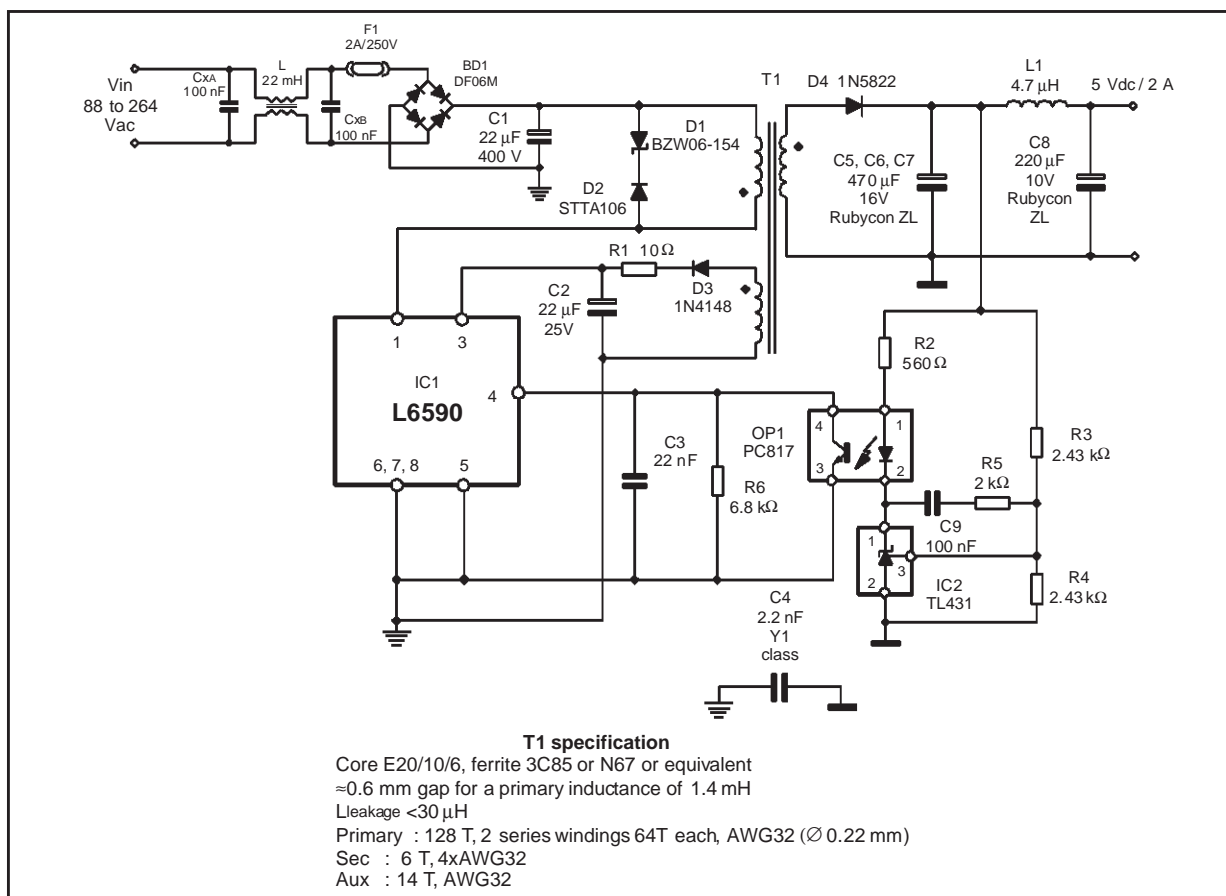 F1
2A/250V
Vin
88 to 264
Vac
CXA
100 nF
L
22 mH
CXB
100 nF
BD1
DF06M
C1
22 μF
400 V
D1
BZW06-154
D2
STTA106
T1
D4 1N5822
L1
4.7 μH
5 Vdc / 2 A
C5, C6, C7
470 μF
16V
Rubycon ZL
C8
220 μF
10V
Rubycon
ZL
R1 10Ω
D3
1N4148
C2
22 μF
25V
1
3
IC1
L6590
4
6, 7, 8
5
C3
22 nF
R6
6.8 kΩ
OP1
PC817
4
1
3
2
R2
560Ω
R3
2.43 kΩ
R5
2 kΩ
C9
100 nF
1
3
2
IC2
TL431
R4
2.43 kΩ
C4
2.2 nF
Y1
class
T1 specification
Core E20/10/6, ferrite 3C85 or N67 or equivalent
≈0.6 mm gap for a primary inductance of 1.4 mH
Lleakage <30 μH
Primary : 128 T, 2 series windings 64T each, AWG32 (∅ 0.22 mm)
Sec : 6 T, 4xAWG32
Aux : 14 T, AWG32